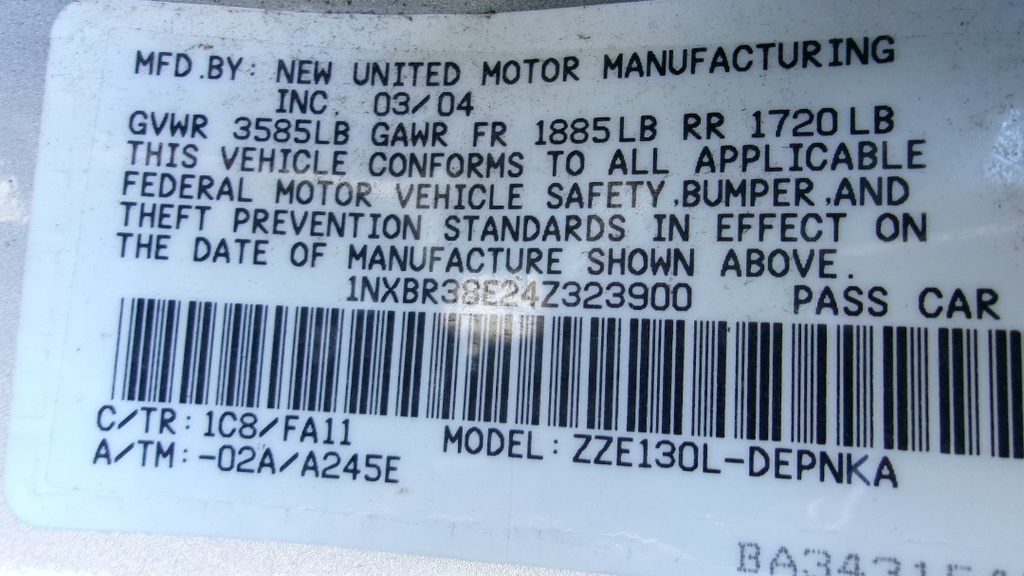 MFD.BY: NEW UNITED MOTOR MANUFACTURING
INC. 03/04
GVWR 3585LB GAWR FR 1885LB RR 1720LB
THIS VEHICLE CONFORMS TO ALL APPLICABLE
FEDERAL MOTOR VEHICLE SAFETY,BUMPER,AND
THEFT PREVENTION STANDARDS IN EFFECT ON
THE DATE OF MANUFACTURE SHOWN ABOVE.
1NXBR38E24Z323900 PASS CAR
C/TR:1C8/FA11
A/TM:-02A/A245E
MODEL:ZZE130L-DEPNKA